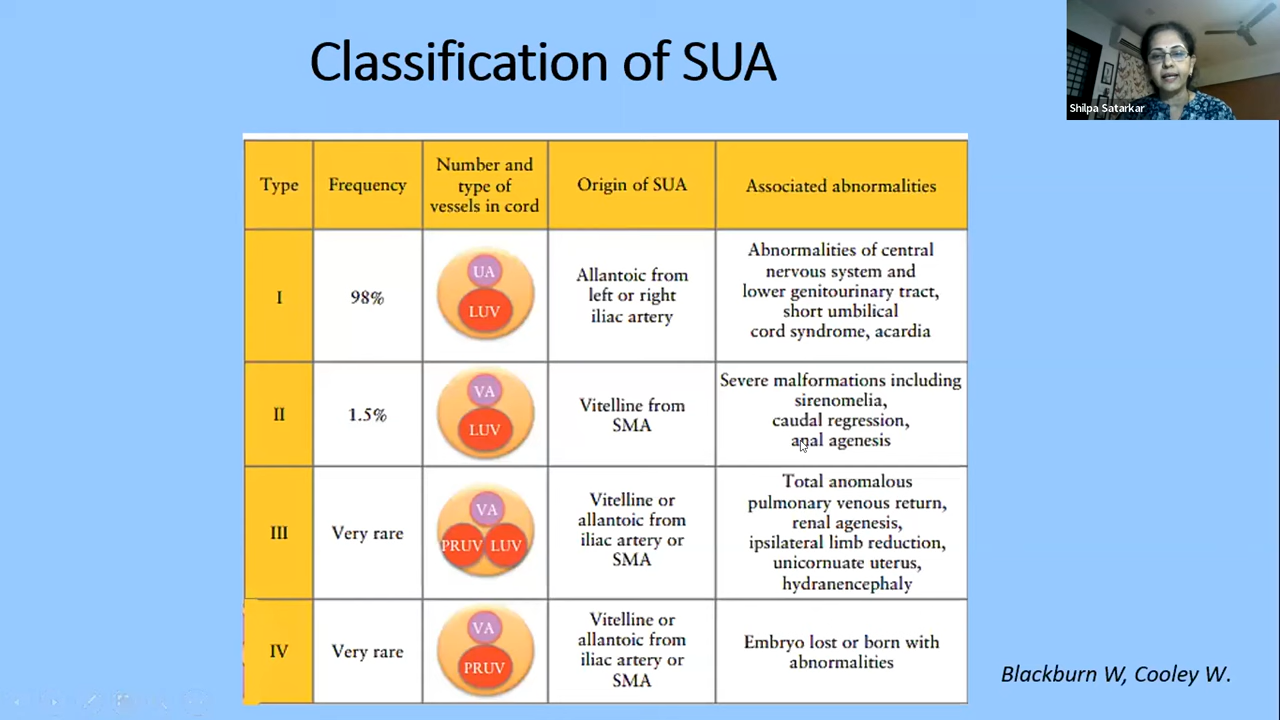 Classification of SUA
Shilpa Satarkar
Type
Frequency
Number and
type of
vessels in cord
Origin of SUA
Associated abnormalities
I
98%
UA
LUV
Allantoic from
left or right
iliac artery
Abnormalities of central
nervous system and
lower genitourinary tract,
short umbilical
cord syndrome, acardia
II
1.5%
VA
LUV
Vitelline from
SMA
Severe malformations including
sirenomelia,
caudal regression,
anal agenesis
III
Very rare
VA
PRUV LUV
Vitelline or
allantoic from
iliac artery or
SMA
Total anomalous
pulmonary venous return,
renal agenesis,
ipsilateral limb reduction,
unicornuate uterus,
hydranencephaly
IV
Very rare
VA
PRUV
Vitelline or
allantoic from
iliac artery or
SMA
Embryo lost or born with
abnormalities
Blackburn W, Cooley W.